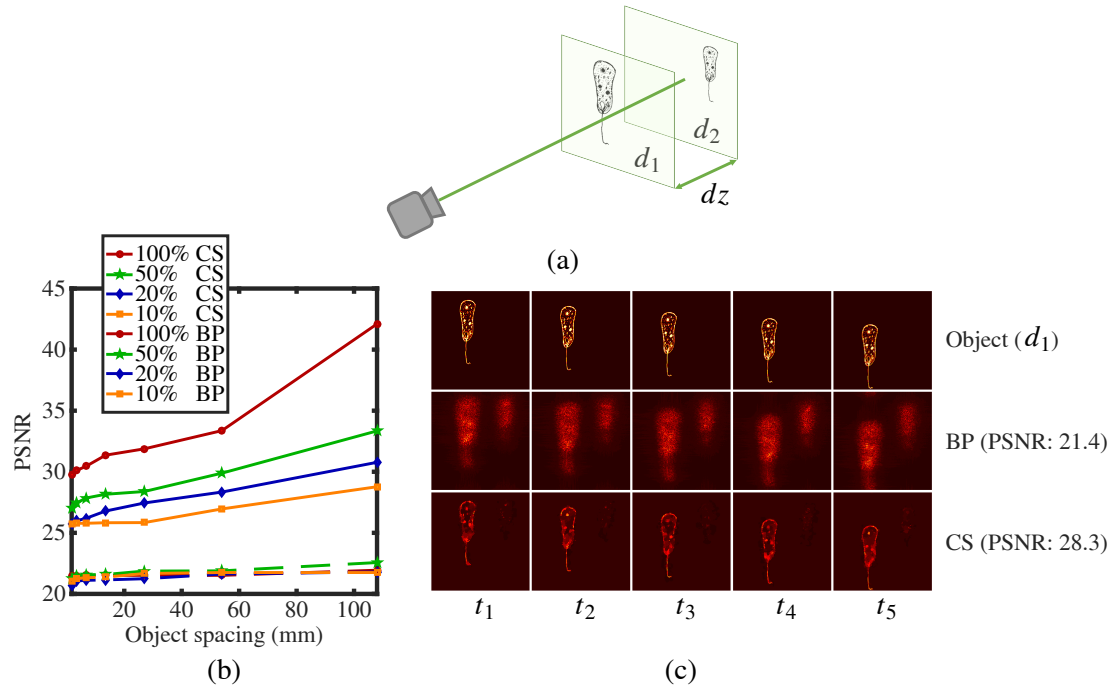 d1
d2
dz
(a)
100% CS
50% CS
20% CS
10% CS
100% BP
50% BP
20% BP
10% BP
45
40
35
30
25
20
PSNR
20 40 60 80 100
Object spacing (mm)
(b)
Object (d1)
BP (PSNR: 21.4)
CS (PSNR: 28.3)
t1 t2 t3 t4 t5
(c)